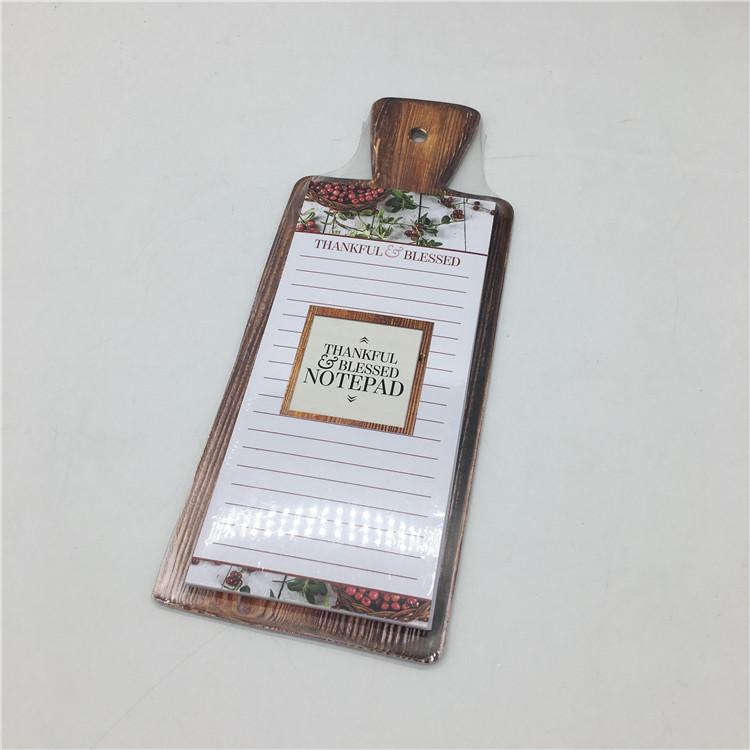 THANKFUL & BLESSED
THANKFUL
& BLESSED
NOTEPAD